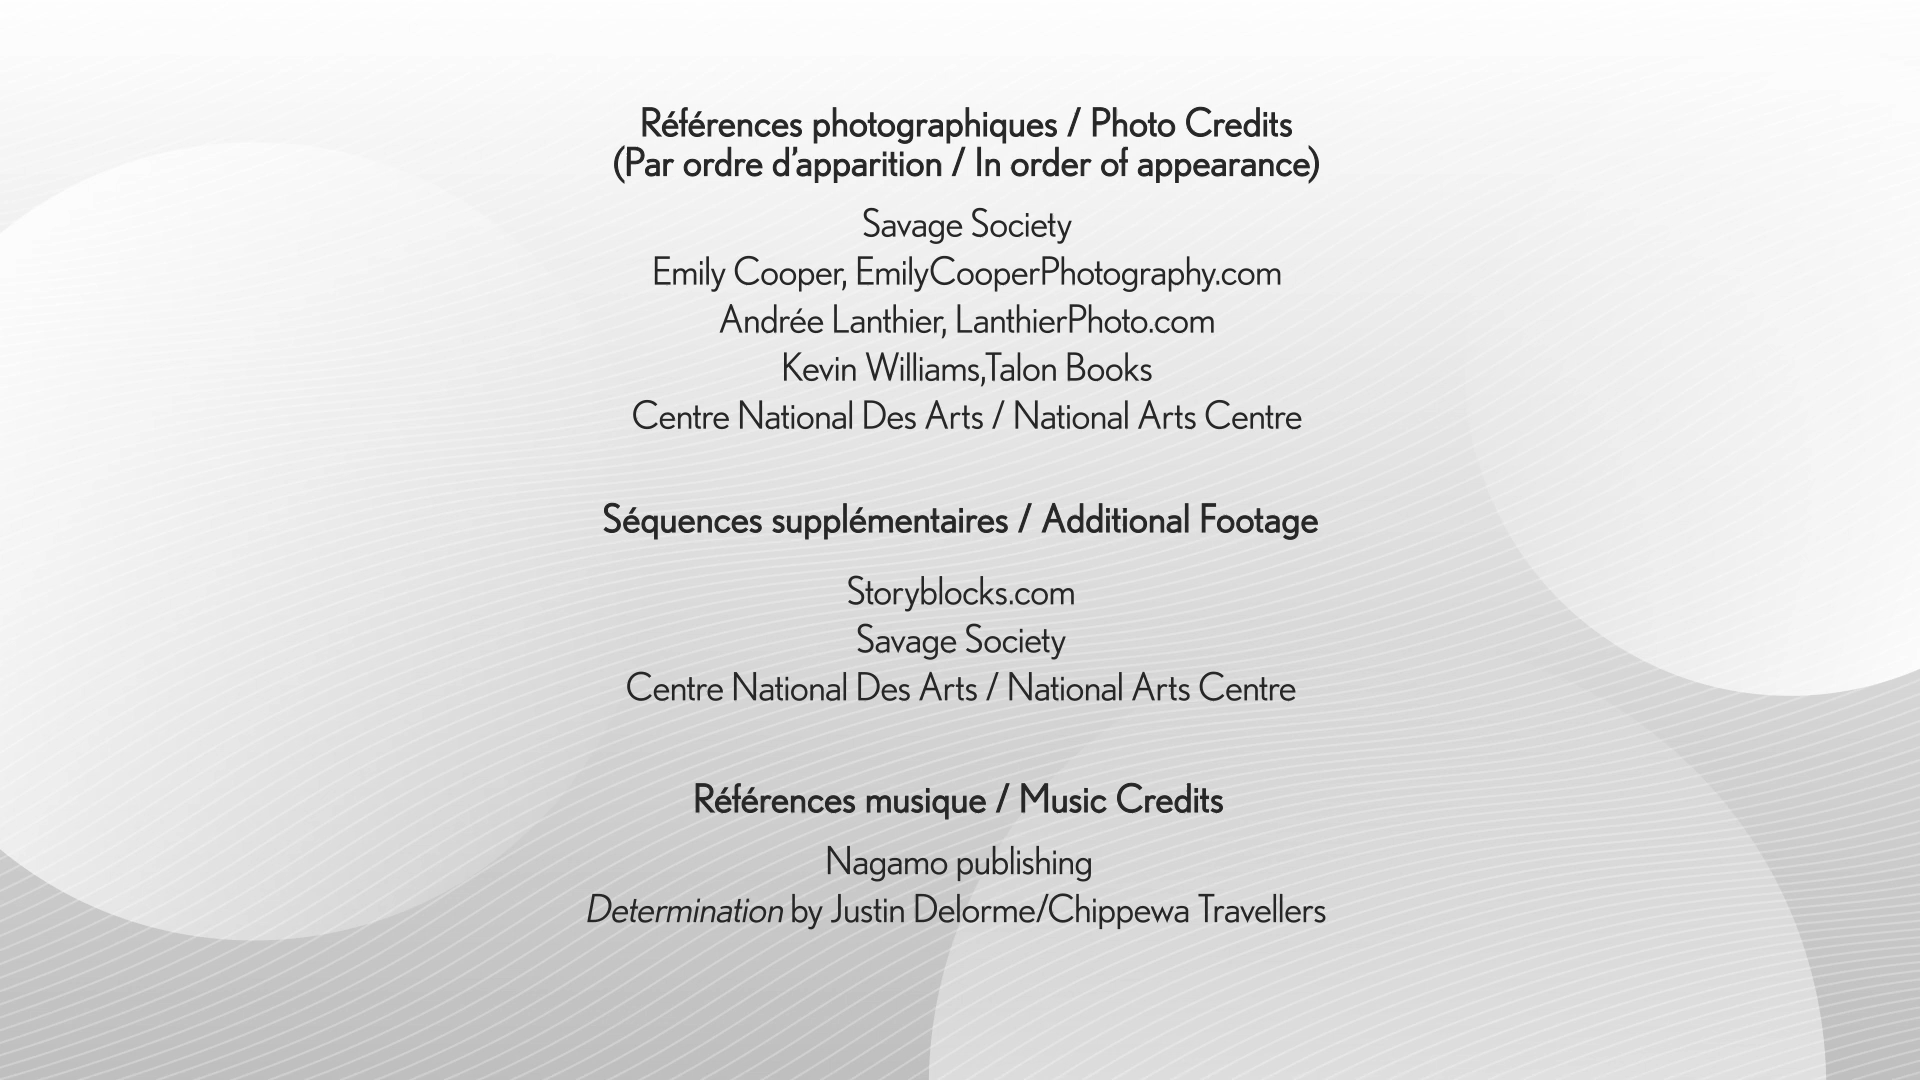 Références photographiques / Photo Credits
(Par ordre d’apparition / In order of appearance)
Savage Society
Emily Cooper, EmilyCooperPhotography.com
Andrée Lanthier, LanthierPhoto.com
Kevin Williams,Talon Books
Centre National Des Arts / National Arts Centre
Séquences supplémentaires / Additional Footage
Storyblocks.com
Savage Society
Centre National Des Arts / National Arts Centre
Références musique / Music Credits
Nagamo publishing
Determination by Justin Delorme/Chippewa Travellers